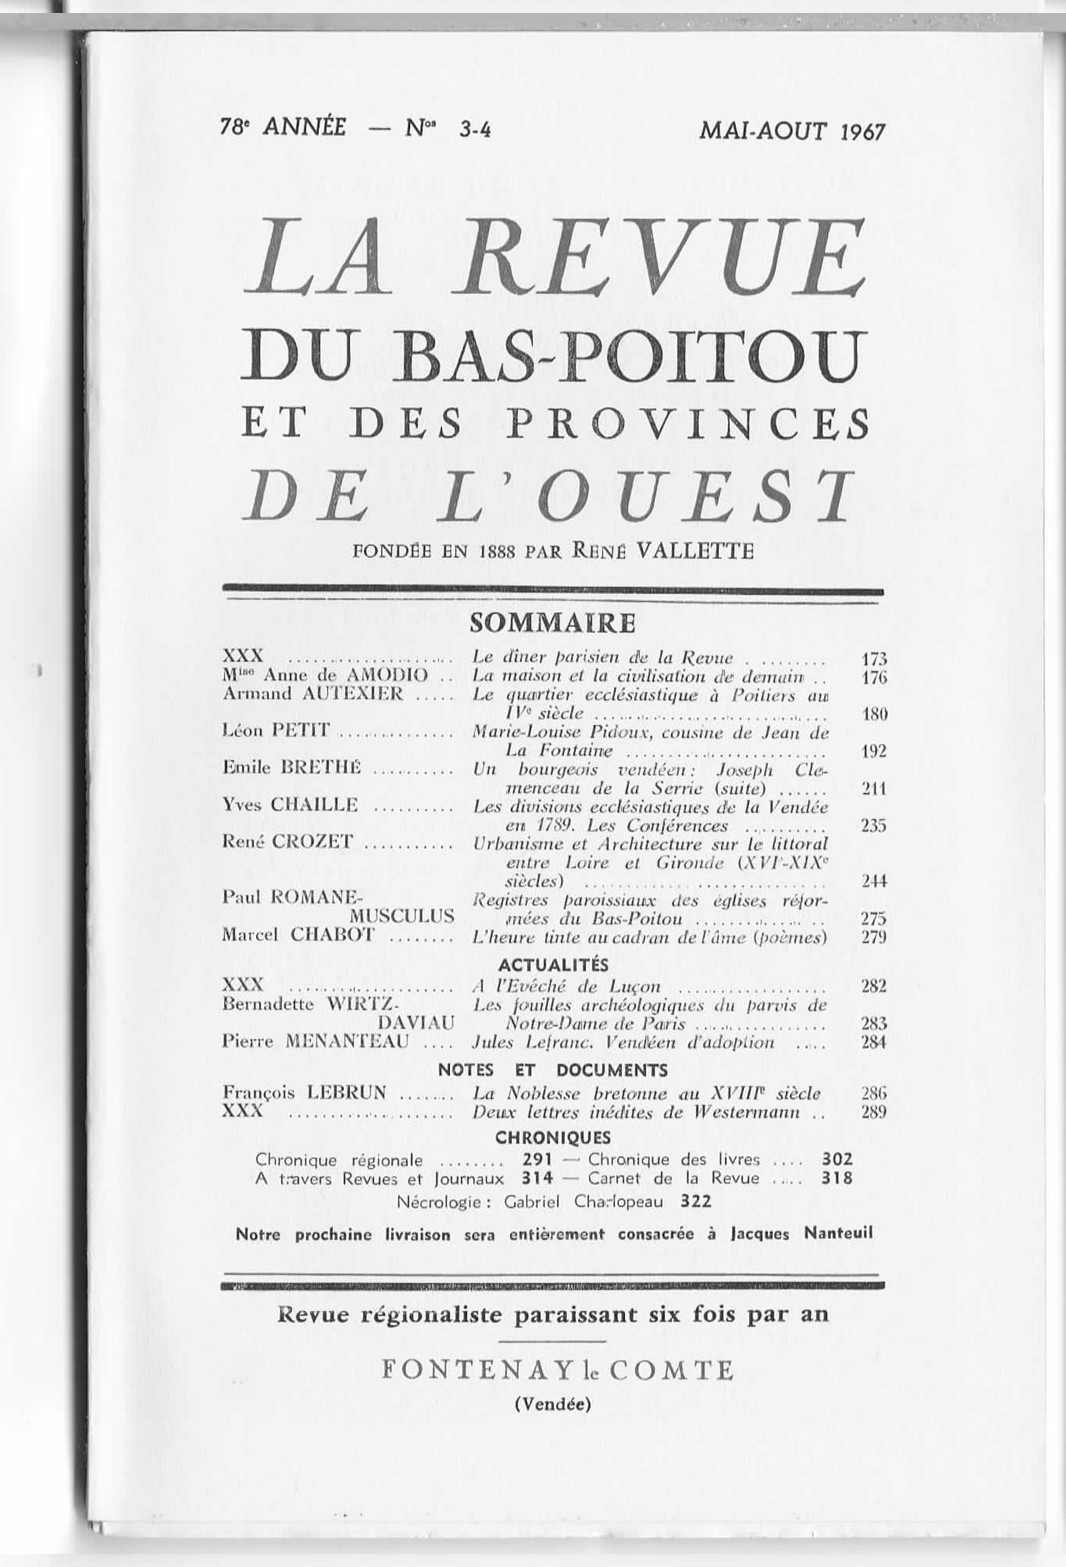 78e ANNÉE — Nos 3-4 MAI-AOUT 1967
LA REVUE
DU BAS-POITOU
ET DES PROVINCES
DE L'OUEST
FONDÉE EN 1888 PAR RENÉ VALLETTE
SOMMAIRE
XXX .................... Le dîner parisien de la Revue . ........ 173
Mise Anne de AMODIO .. La maison et la civilisation de demain .. 176
Armand AUTEXIER ..... Le quartier ecclésiastique à Poitiers au
IVe siècle ........................... 180
Léon PETIT .............. Marie-Louise Pidoux, cousine de Jean de
La Fontaine ........................ 192
Emile BRETHÉ .......... Un bourgeois vendéen : Joseph Cle-
menceau de la Serrie (suite) ...... 211
Yves CHAILLE .......... Les divisions ecclésiastiques de la Vendée
en 1789. Les Conférences .......... 235
René CROZET ........... Urbanisme et Architecture sur le littoral
entre Loire et Gironde (XVIe-XIXe
siècles) ............................ 244
Paul ROMANE- Registres paroissiaux des églises réfor-
MUSCULUS mées du Bas-Poitou ................ 275
Marcel CHABOT ........ L'heure tinte au cadran de l'âme (poèmes) 279
ACTUALITÉS
XXX .................... A l'Evéché de Luçon .................. 282
Bernadette WIRTZ- Les fouilles archéologiques du parvis de
DAVIAU Notre-Dame de Paris ................ 283
Pierre MENANTEAU .... Jules Lefranc. Vendéen d'adoption .... 284
NOTES ET DOCUMENTS
François LEBRUN ....... La Noblesse bretonne au XVIIIe siècle 286
XXX .................... Deux lettres inédites de Westermann .. 289
CHRONIQUES
Chronique régionale ........ 291 — Chronique des livres .... 302
A travers Revues et Journaux 314 — Carnet de la Revue ..... 318
Nécrologie : Gabriel Charlopeau 322
Notre prochaine livraison sera entièrement consacrée à Jacques Nanteuil
Revue régionaliste paraissant six fois par an
FONTENAY le COMTE
(Vendée)